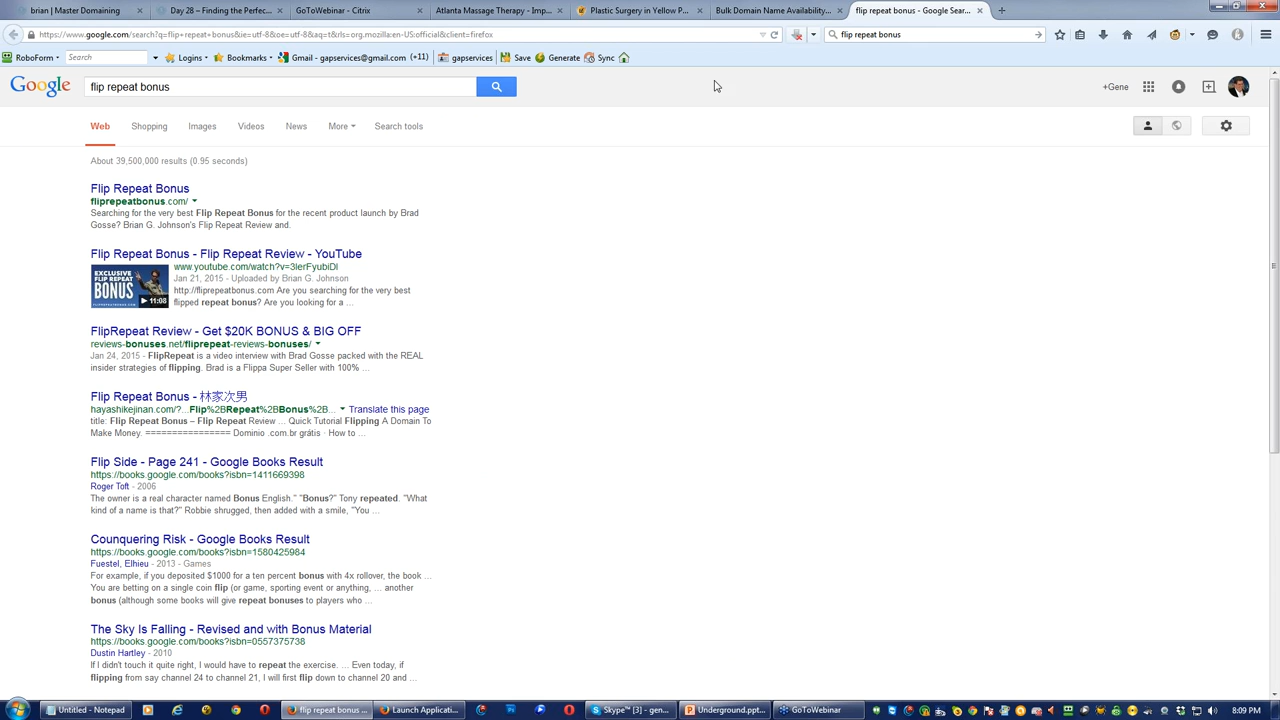 brian | Master Domaining
Day 28 – Finding the Perfec...
GoToWebinar - Citrix
Atlanta Massage Therapy - Imp...
Plastic Surgery in Yellow P...
Bulk Domain Name Availability...
flip repeat bonus - Google Sear...
https://www.google.com/search?q=flip+repeat+bonus&ie=utf-8&oe=utf-8&aq=t&rls=org.mozilla:en-US:official&client=firefox
flip repeat bonus
RoboForm
Search
Logins
Bookmarks
Gmail - gapservices@gmail.com (+11)
gapservices
Save
Generate
Sync
Google
flip repeat bonus
+Gene
Web
Shopping
Images
Videos
News
More
Search tools
About 39,500,000 results (0.95 seconds)
Flip Repeat Bonus
fliprepeatbonus.com/
Searching for the very best Flip Repeat Bonus for the recent product launch by Brad
Gosse? Brian G. Johnson's Flip Repeat Review and.
Flip Repeat Bonus - Flip Repeat Review - YouTube
www.youtube.com/watch?v=3lerFyubiDI
EXCLUSIVE
FLIP REPEAT
BONUS
FLIPREPEATBONUS.COM
11:08
Jan 21, 2015 - Uploaded by Brian G. Johnson
http://fliprepeatbonus.com Are you searching for the very best
flipped repeat bonus? Are you looking for a ...
FlipRepeat Review - Get $20K BONUS & BIG OFF
reviews-bonuses.net/fliprepeat-reviews-bonuses/
Jan 24, 2015 - FlipRepeat is a video interview with Brad Gosse packed with the REAL
insider strategies of flipping. Brad is a Flippa Super Seller with 100% ...
Flip Repeat Bonus - 林家次男
hayashikejinan.com/?...Flip%2BRepeat%2BBonus%2B... Translate this page
title: Flip Repeat Bonus – Flip Repeat Review ... Quick Tutorial Flipping A Domain To
Make Money. ================ Dominio .com.br grátis · How to ...
Flip Side - Page 241 - Google Books Result
https://books.google.com/books?isbn=1411669398
Roger Toft - 2006
The owner is a real character named Bonus English." "Bonus?" Tony repeated. "What
kind of a name is that?" Robbie shrugged, then added with a smile, "You ...
Counquering Risk - Google Books Result
https://books.google.com/books?isbn=1580425984
Fuestel, Elhieu - 2013 - Games
For example, if you deposited $1000 for a ten percent bonus with 4x rollover, the book ...
You are betting on a single coin flip (or game, sporting event or anything, ... another
bonus (although some books will give repeat bonuses to players who ...
The Sky Is Falling - Revised and with Bonus Material
https://books.google.com/books?isbn=0557375738
Dustin Hartley - 2010
If I didn't touch it quite right, I would have to repeat the exercise. ... Even today, if
flipping from say channel 24 to channel 21, I will first flip down to channel 20 and ...
Untitled - Notepad
flip repeat bonus ...
Launch Applicati...
Skype™ [3] - gen...
Underground.ppt...
GoToWebinar
8:09 PM